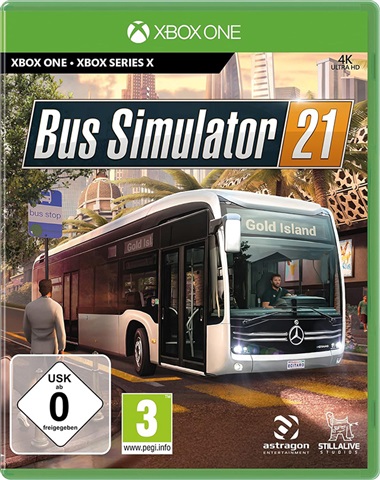 XBOX ONE
XBOX ONE • XBOX SERIES X
4K
ULTRA HD
Bus Simulator 21
bus stop
Gold Isl
Gold Island
USK
ab
0
freigegeben
3
www.pegi.info
astragon
ENTERTAINMENT
STILLALIVE
STUDIOS